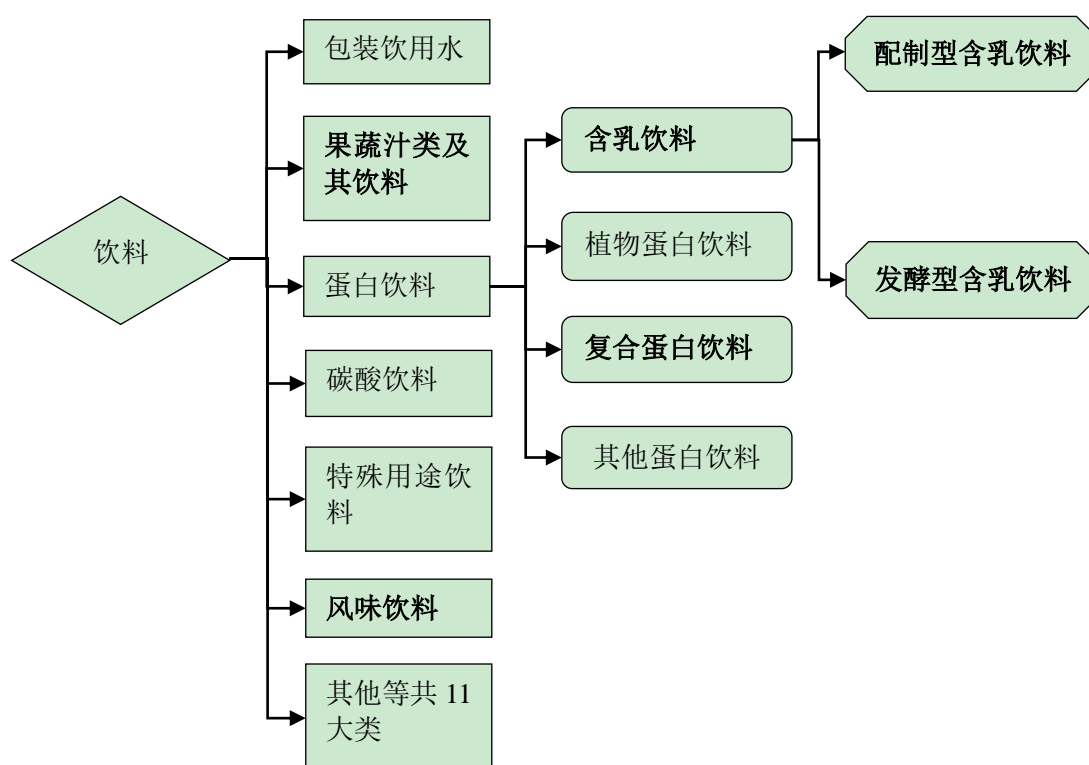 饮料
包装饮用水
果蔬汁类及
其饮料
蛋白饮料
碳酸饮料
特殊用途饮
料
风味饮料
其他等共 11
大类
含乳饮料
植物蛋白饮料
复合蛋白饮料
其他蛋白饮料
配制型含乳饮料
发酵型含乳饮料